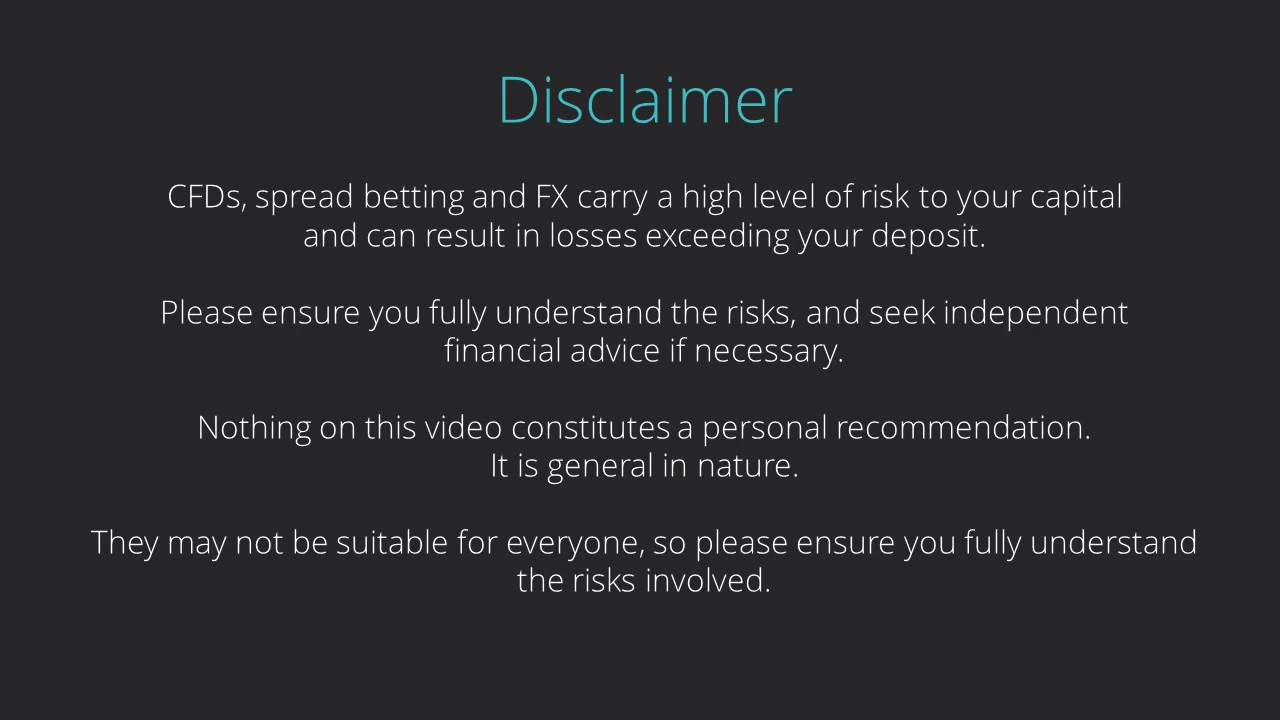 Disclaimer
CFDs, spread betting and FX carry a high level of risk to your capital
and can result in losses exceeding your deposit.
Please ensure you fully understand the risks, and seek independent
financial advice if necessary.
Nothing on this video constitutes a personal recommendation.
It is general in nature.
They may not be suitable for everyone, so please ensure you fully understand
the risks involved.